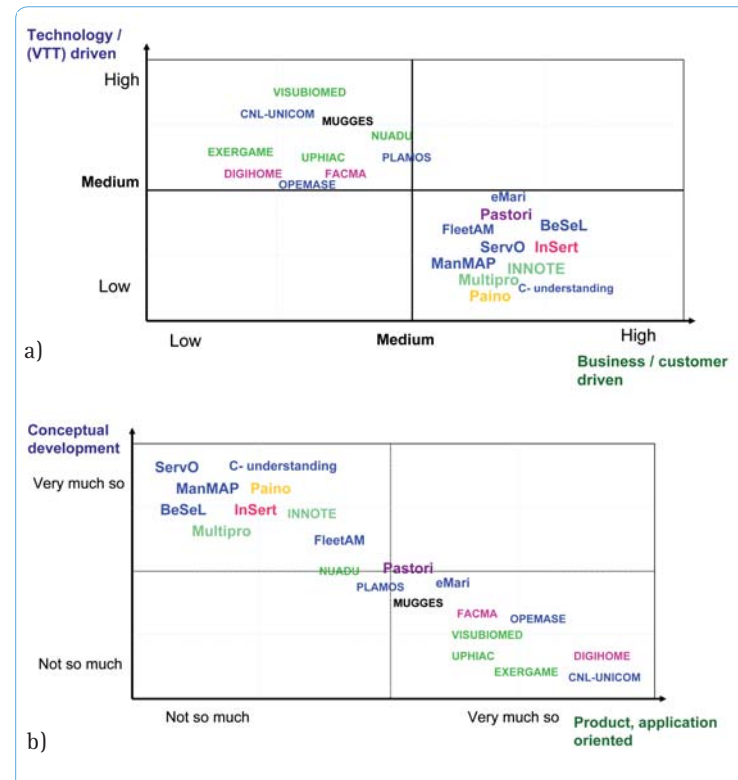 Technology /
(VTT) driven
High
VISUBIOMED
CNL-UNICOM
MUGGES
NUADU
EXERGAME
UPHIAC
PLAMOS
DIGIHOME
FACMA
Medium
OPEMASE
eMari
Pastori
FleetAM
BeSeL
ServO
InSert
ManMAP
INNOTE
Multipro
C- understanding
Low
Paino
Low
Medium
High
a)
Business / customer
driven
Conceptual
development
ServO
C- understanding
Very much so
ManMAP
Paino
BeSeL
InSert
INNOTE
Multipro
FleetAM
NUADU
Pastori
PLAMOS
eMari
MUGGES
FACMA
OPEMASE
VISUBIOMED
Not so much
UPHIAC
DIGIHOME
EXERGAME
CNL-UNICOM
Not so much
Very much so
Product, application
oriented
b)